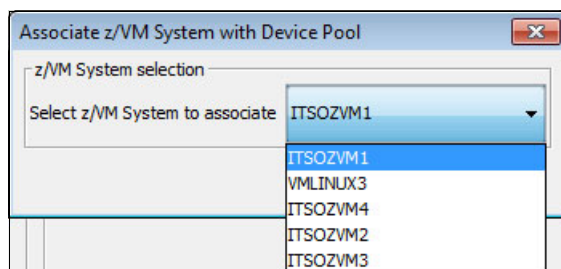 Associate z/VM System with Device Pool
z/VM System selection
Select z/VM System to associate ITSOZVM1
ITSOZVM1
VMLINUX3
ITSOZVM4
ITSOZVM2
ITSOZVM3